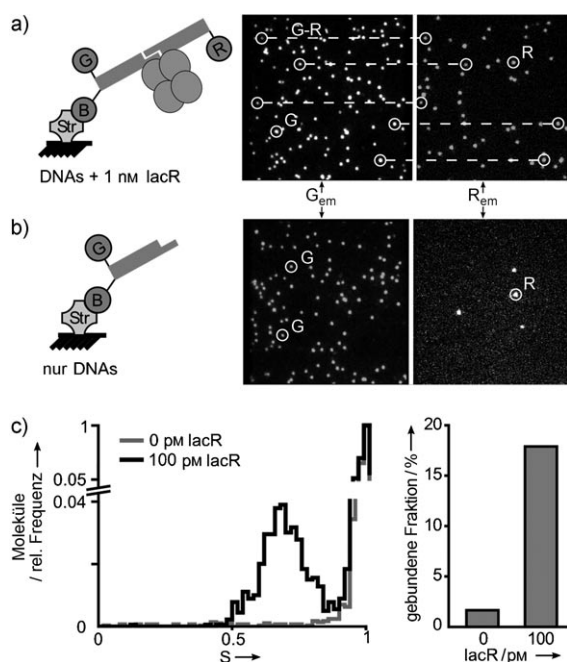 a)
G
R
B
Str
DNAs + 1 nM lacR
G-R
G
R
G_em
R_em
b)
G
B
Str
nur DNAs
G
G
R
c)
Moleküle
/ rel. Frequenz →
1
0.05
0.04
0
0 pM lacR
100 pM lacR
0
0.5
1
S →
gebundene Fraktion / % →
20
15
10
5
0
0
100
lacR / pM →